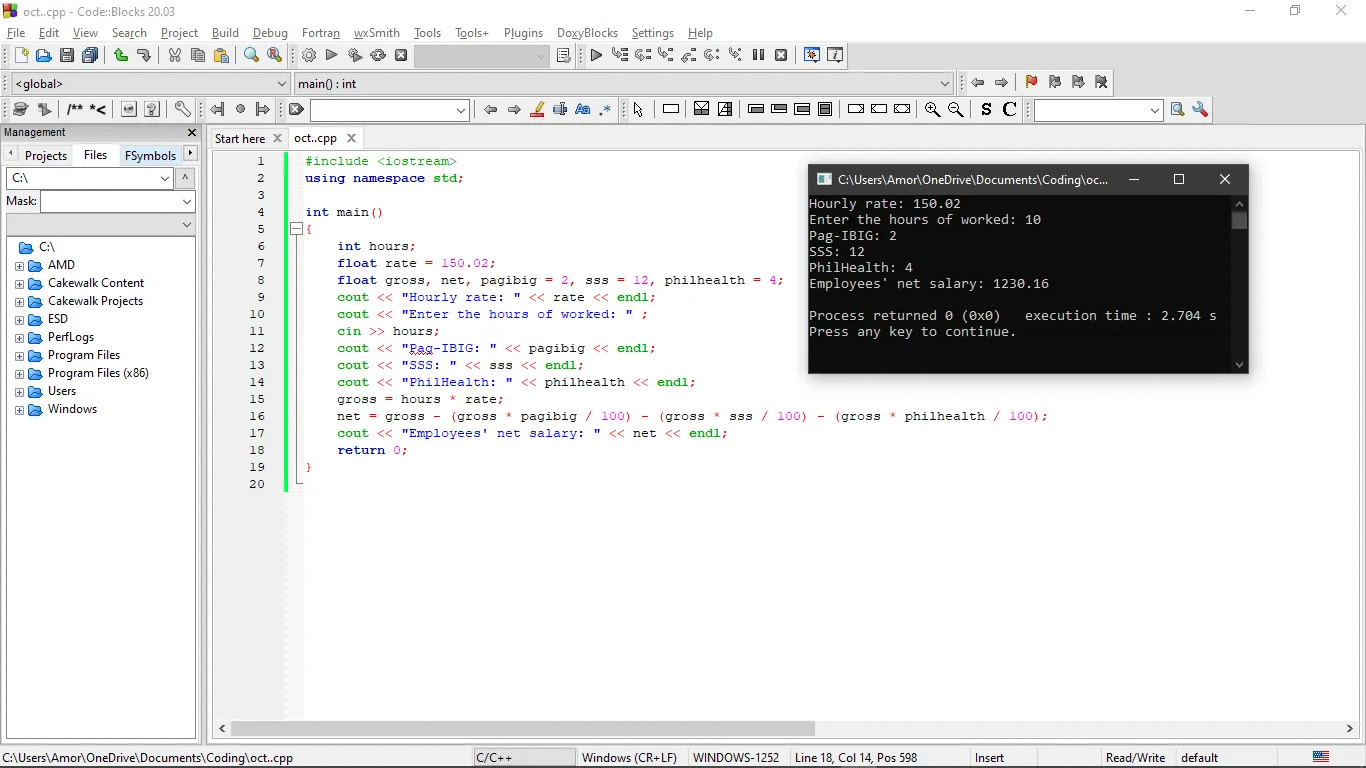 oct..cpp - Code::Blocks 20.03
File Edit View Search Project Build Debug Fortran wxSmith Tools Tools+ Plugins DoxyBlocks Settings Help
<global> main() : int
/** *< Aa .* S C
Management
Start here oct..cpp
Projects Files FSymbols
C:\
Mask:
C:\
AMD
Cakewalk Content
Cakewalk Projects
ESD
PerfLogs
Program Files
Program Files (x86)
Users
Windows
1 #include <iostream>
2 using namespace std;
3
4 int main()
5 {
6 int hours;
7 float rate = 150.02;
8 float gross, net, pagibig = 2, sss = 12, philhealth = 4;
9 cout << "Hourly rate: " << rate << endl;
10 cout << "Enter the hours of worked: " ;
11 cin >> hours;
12 cout << "Pag-IBIG: " << pagibig << endl;
13 cout << "SSS: " << sss << endl;
14 cout << "PhilHealth: " << philhealth << endl;
15 gross = hours * rate;
16 net = gross - (gross * pagibig / 100) - (gross * sss / 100) - (gross * philhealth / 100);
17 cout << "Employees' net salary: " << net << endl;
18 return 0;
19 }
20
C:\Users\Amor\OneDrive\Documents\Coding\oc...
Hourly rate: 150.02
Enter the hours of worked: 10
Pag-IBIG: 2
SSS: 12
PhilHealth: 4
Employees' net salary: 1230.16
Process returned 0 (0x0) execution time : 2.704 s
Press any key to continue.
C:\Users\Amor\OneDrive\Documents\Coding\oct..cpp C/C++ Windows (CR+LF) WINDOWS-1252 Line 18, Col 14, Pos 598 Insert Read/Write default